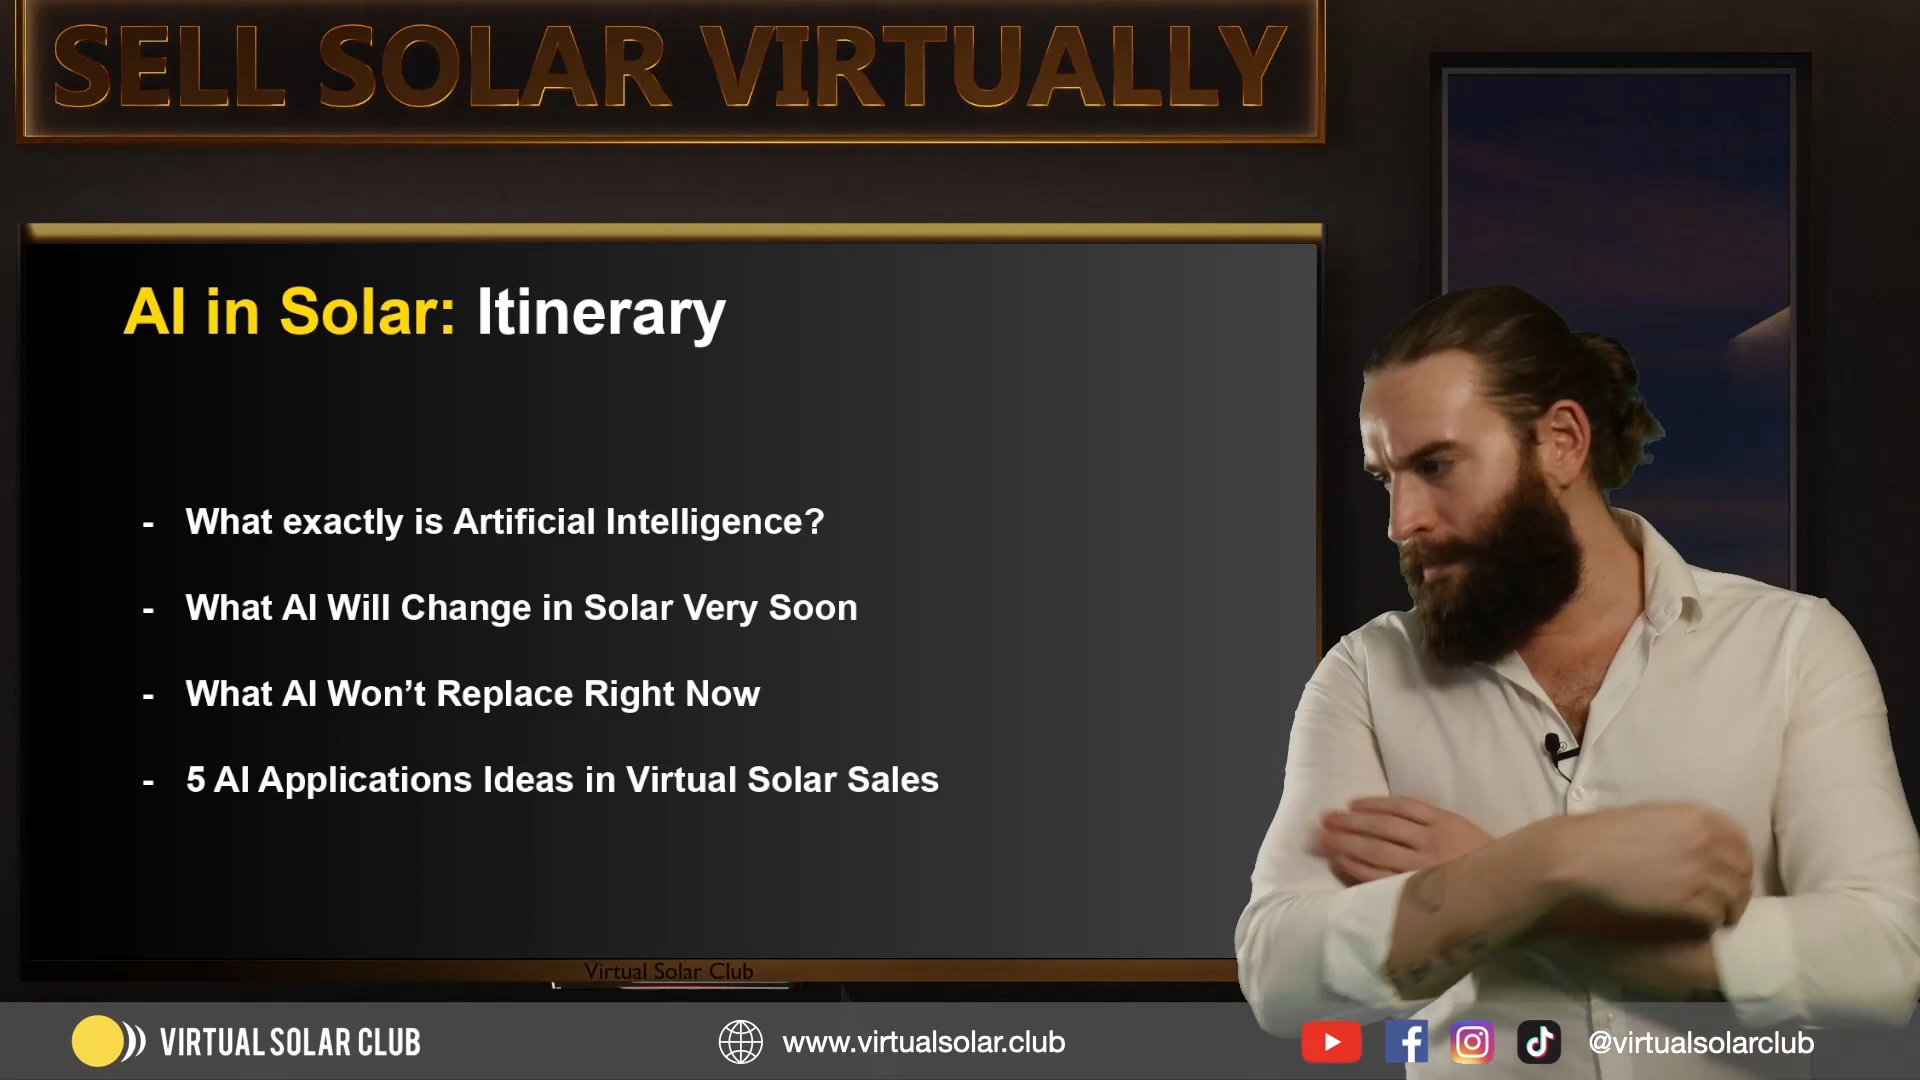 SELL SOLAR VIRTUALLY
AI in Solar: Itinerary
- What exactly is Artificial Intelligence?
- What AI Will Change in Solar Very Soon
- What AI Won’t Replace Right Now
- 5 AI Applications Ideas in Virtual Solar Sales
Virtual Solar Club
VIRTUAL SOLAR CLUB
www.virtualsolar.club
@virtualsolarclub